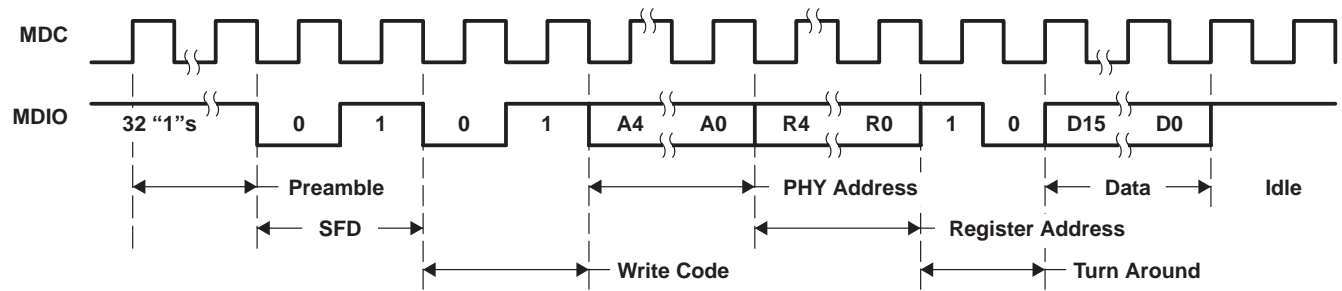 MDC
MDIO
32 “1”s 0 1 0 1 A4 A0 R4 R0 1 0 D15 D0
Preamble PHY Address Data Idle
SFD Register Address
Write Code Turn Around